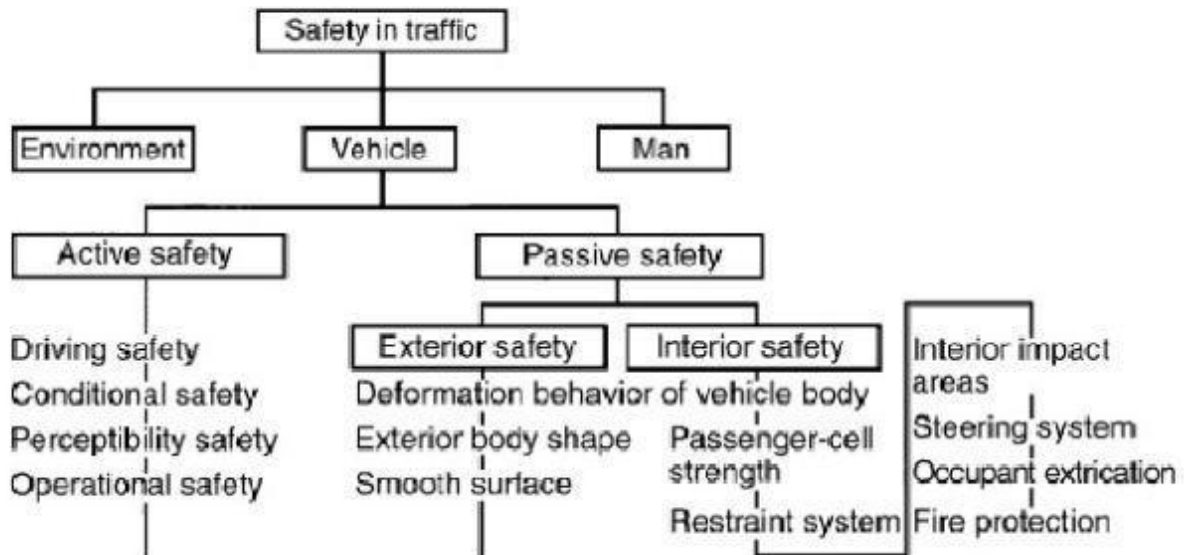 Safety in traffic
Environment
Vehicle
Man
Active safety
Passive safety
Driving safety
Conditional safety
Perceptibility safety
Operational safety
Exterior safety
Interior safety
Deformation behavior of vehicle body
Exterior body shape
Smooth surface
Passenger-cell
strength
Restraint system
Interior impact
areas
Steering system
Occupant extrication
Fire protection